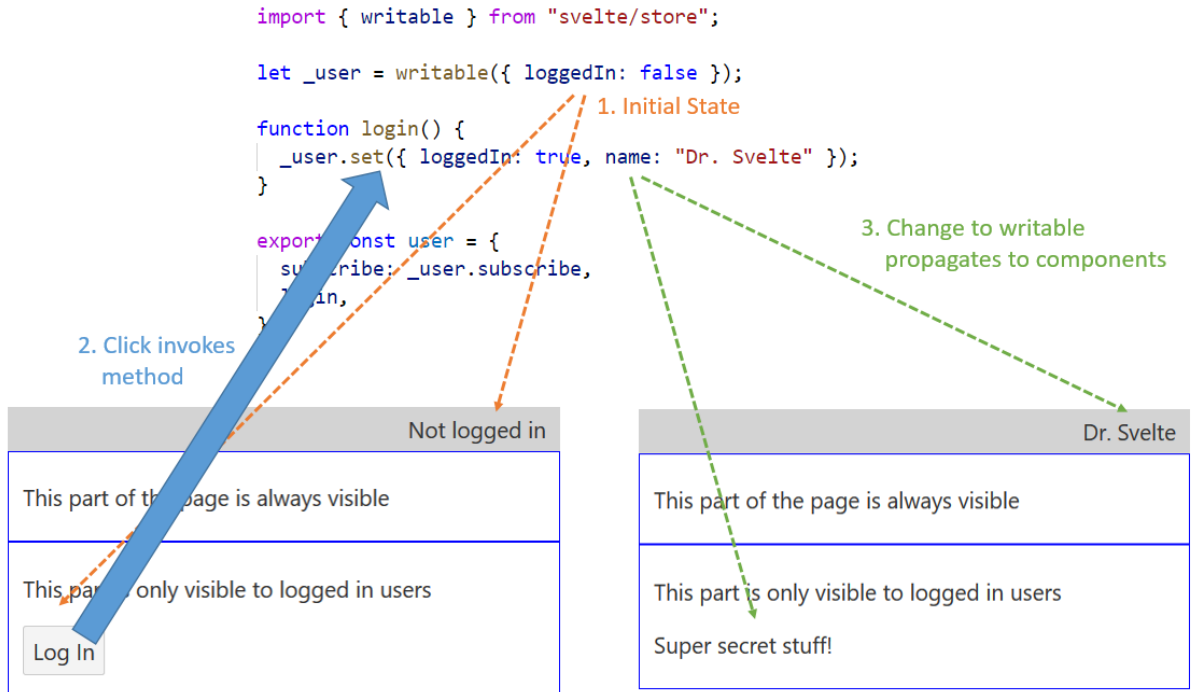 import { writable } from "svelte/store";
let _user = writable({ loggedIn: false });
1. Initial State
function login() {
_user.set({ loggedIn: true, name: "Dr. Svelte" });
}
export const user = {
subscribe: _user.subscribe,
login,
}
3. Change to writable
propagates to components
2. Click invokes
method
Not logged in
This part of the page is always visible
This part is only visible to logged in users
Log In
Dr. Svelte
This part of the page is always visible
This part is only visible to logged in users
Super secret stuff!